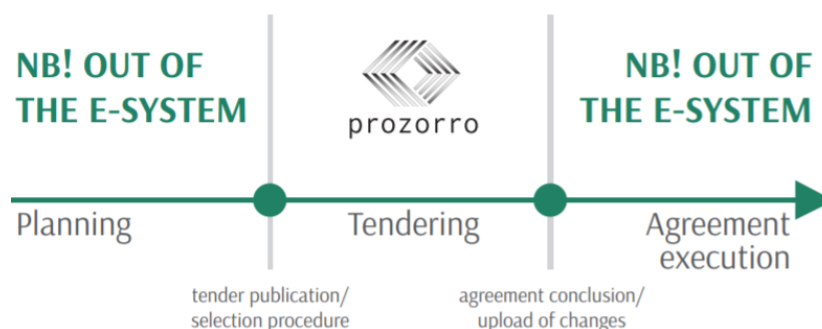 NB! OUT OF
THE E-SYSTEM
prozorro
NB! OUT OF
THE E-SYSTEM
Planning
Tendering
Agreement
execution
tender publication/
selection procedure
agreement conclusion/
upload of changes